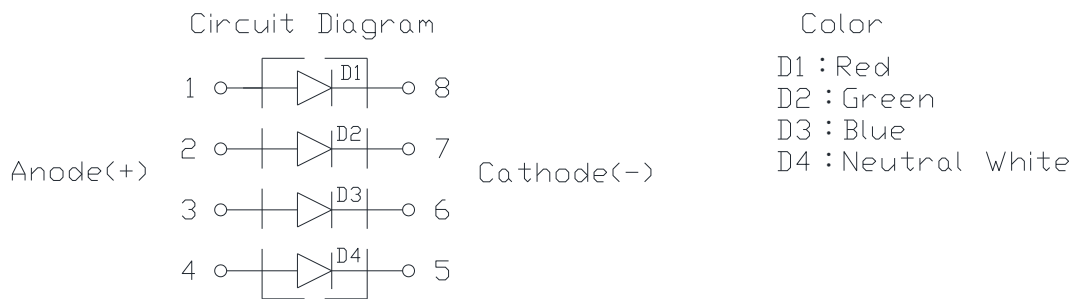 Circuit Diagram
Color
1 D1 8
D1:Red
D2:Green
2 D2 7
D3:Blue
Anode(+) Cathode(-)
D4:Neutral White
3 D3 6
4 D4 5